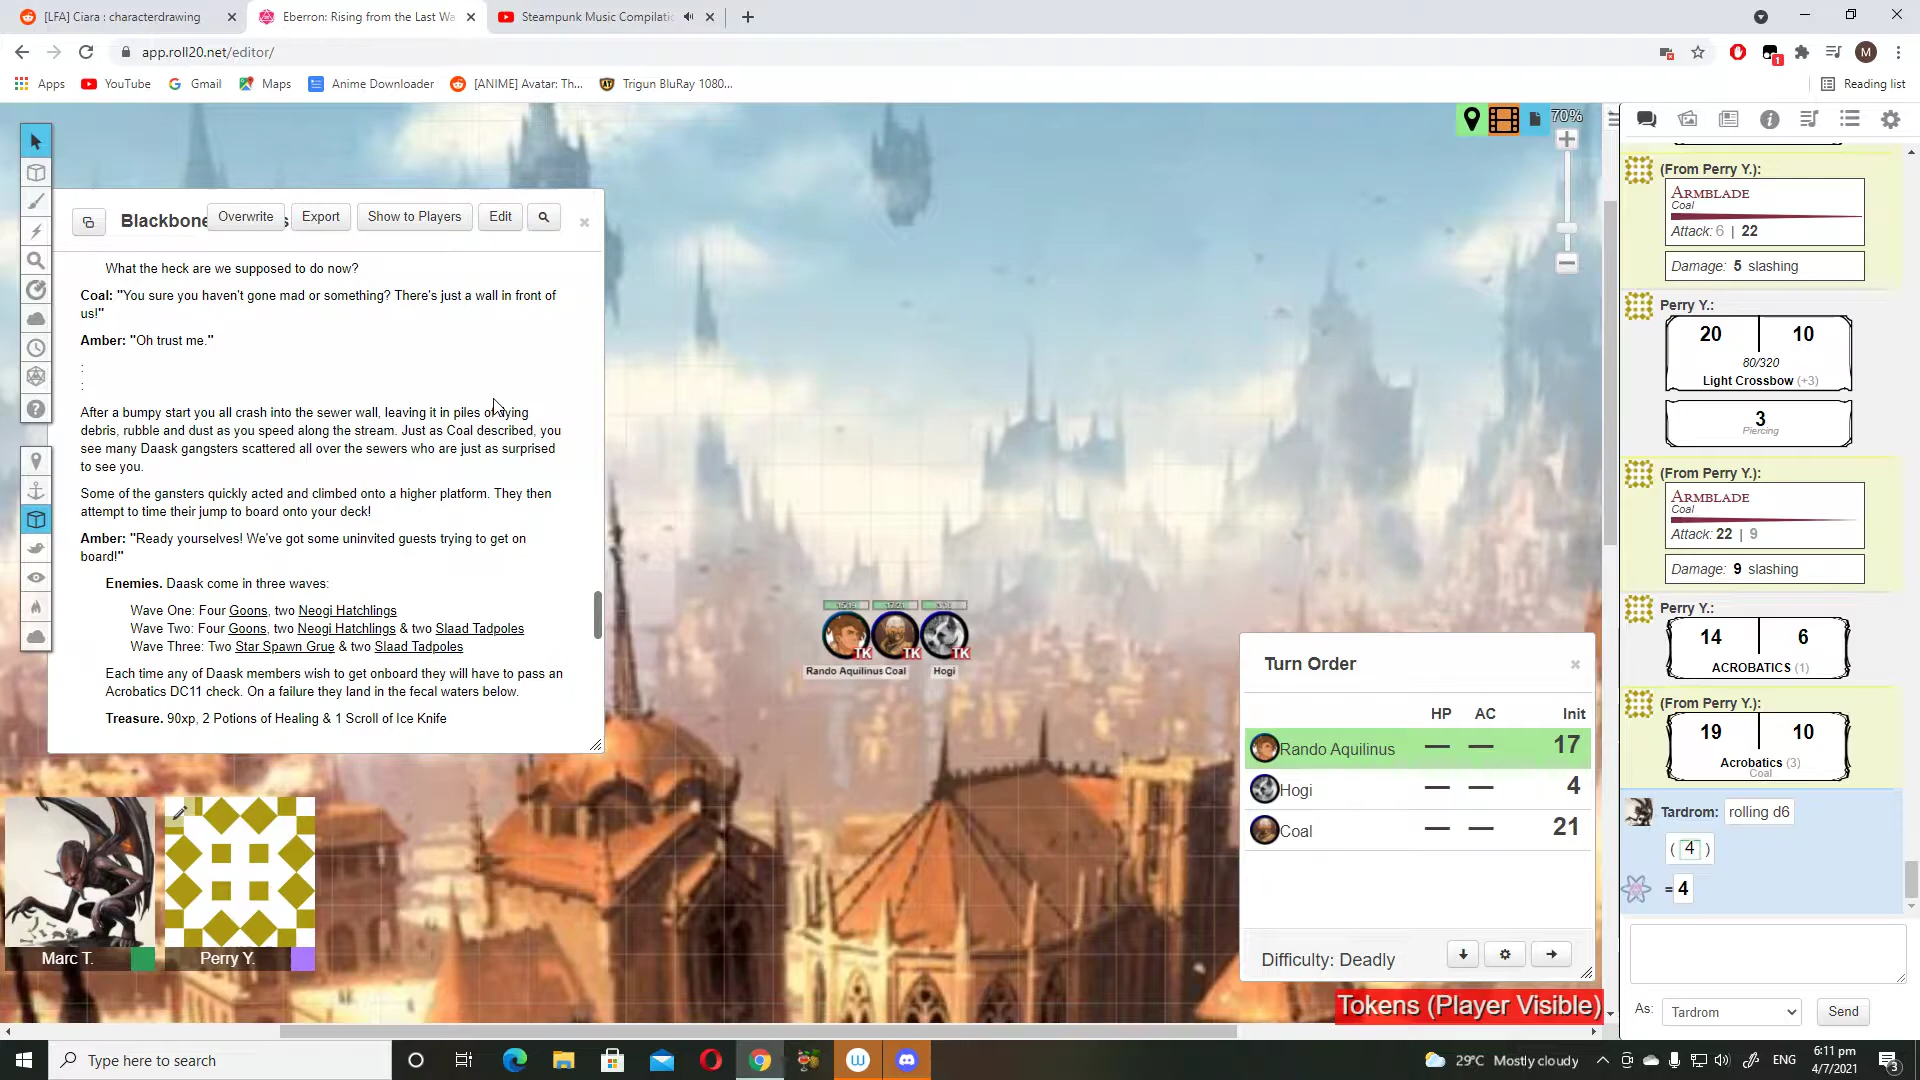 [LFA] Ciara : characterdrawing
Eberron: Rising from the Last Wa
Steampunk Music Compilatio
app.roll20.net/editor/
M
1
Apps
YouTube
Gmail
Maps
Anime Downloader
[ANIME] Avatar: Th...
Trigun BluRay 1080...
Reading list
70%
Blackbone
s
Overwrite
Export
Show to Players
Edit
What the heck are we supposed to do now?
Coal: "You sure you haven't gone mad or something? There's just a wall in front of
us!"
Amber: "Oh trust me."
:
:
After a bumpy start you all crash into the sewer wall, leaving it in piles of
debris, rubble and dust as you speed along the stream. Just as Coal described, you
see many Daask gangsters scattered all over the sewers who are just as surprised
to see you.
Some of the gansters quickly acted and climbed onto a higher platform. They then
attempt to time their jump to board onto your deck!
Amber: "Ready yourselves! We've got some uninvited guests trying to get on
board!"
Enemies. Daask come in three waves:
Wave One: Four Goons, two Neogi Hatchlings
Wave Two: Four Goons, two Neogi Hatchlings & two Slaad Tadpoles
Wave Three: Two Star Spawn Grue & two Slaad Tadpoles
Each time any of Daask members wish to get onboard they will have to pass an
Acrobatics DC11 check. On a failure they land in the fecal waters below.
Treasure. 90xp, 2 Potions of Healing & 1 Scroll of Ice Knife
TK
TK
TK
Rando Aquilinus
Coal
Hogi
Turn Order
HP
AC
Init
Rando Aquilinus
17
Hogi
4
Coal
21
Difficulty: Deadly
Tokens (Player Visible)
Marc T.
Perry Y.
(From Perry Y.):
ARMBLADE
Coal
Attack: 6 | 22
Damage: 5 slashing
Perry Y.:
20
10
80/320
Light Crossbow (+3)
3
Piercing
(From Perry Y.):
ARMBLADE
Coal
Attack: 22 | 9
Damage: 9 slashing
Perry Y.:
14
6
ACROBATICS (1)
(From Perry Y.):
19
10
Acrobatics (3)
Coal
Tardrom: rolling d6
( 4 )
= 4
As:
Tardrom
Send
Type here to search
29°C Mostly cloudy
ENG
6:11 pm
4/7/2021
3